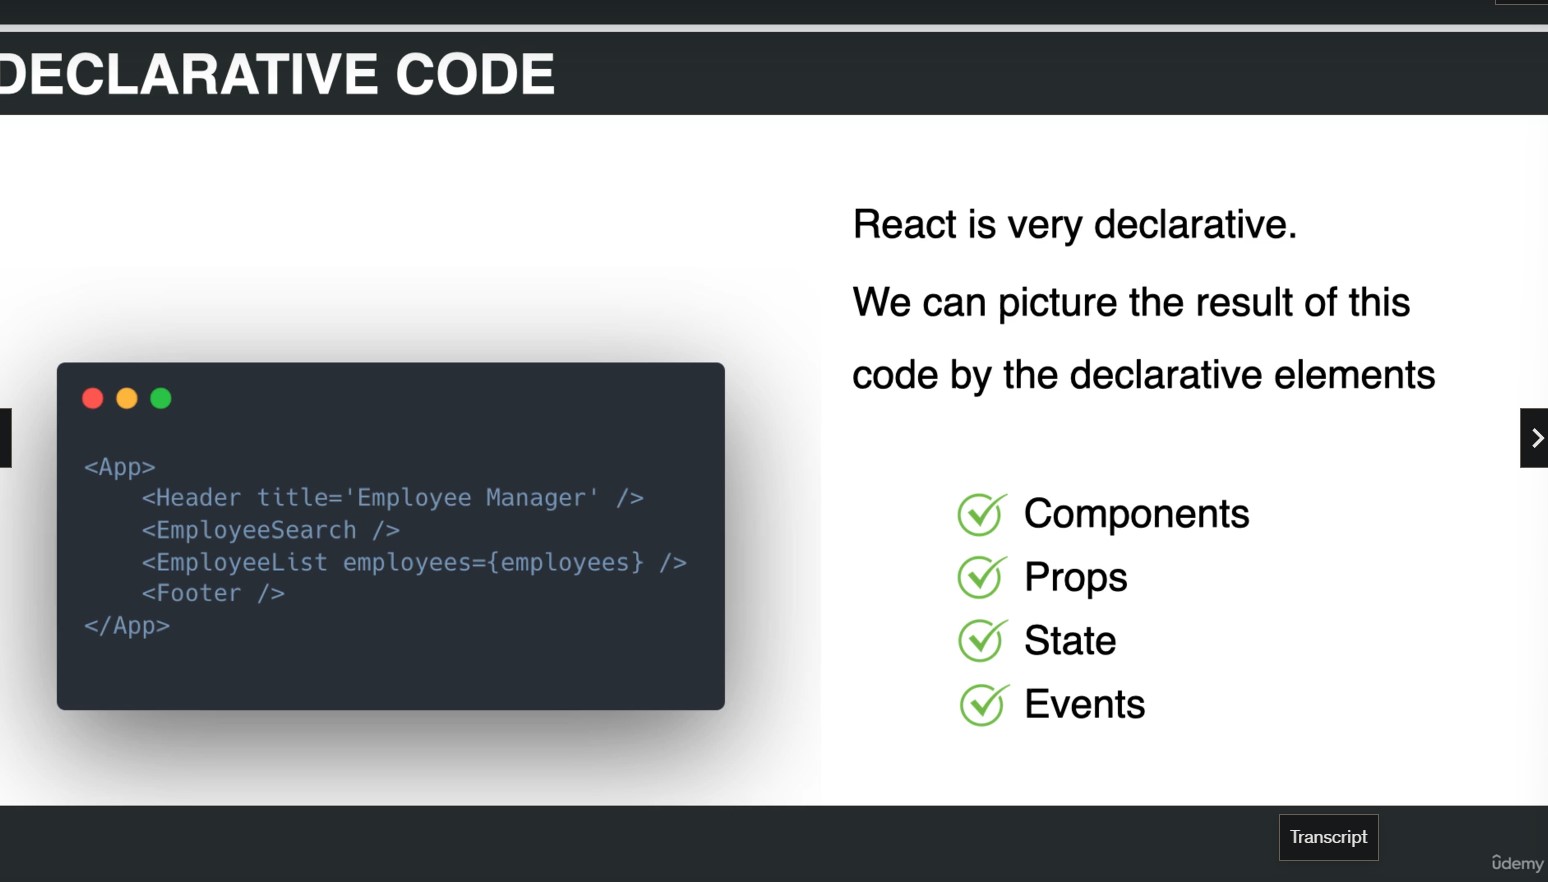 DECLARATIVE CODE
React is very declarative.
We can picture the result of this
code by the declarative elements
<App>
    <Header title='Employee Manager' />
    <EmployeeSearch />
    <EmployeeList employees={employees} />
    <Footer />
</App>
Components
Props
State
Events
Transcript
ûdemy